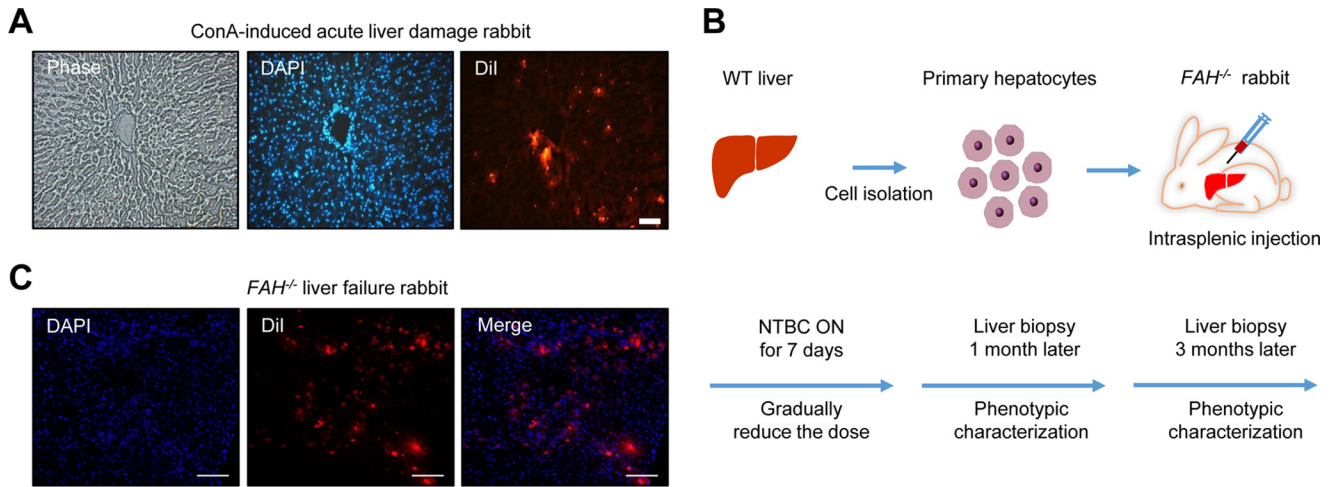 A
ConA-induced acute liver damage rabbit
Phase
DAPI
DiI
B
WT liver
Cell isolation
Primary hepatocytes
FAH-/- rabbit
Intrasplenic injection
C
FAH-/- liver failure rabbit
DAPI
DiI
Merge
NTBC ON
for 7 days
Gradually
reduce the dose
Liver biopsy
1 month later
Phenotypic
characterization
Liver biopsy
3 months later
Phenotypic
characterization